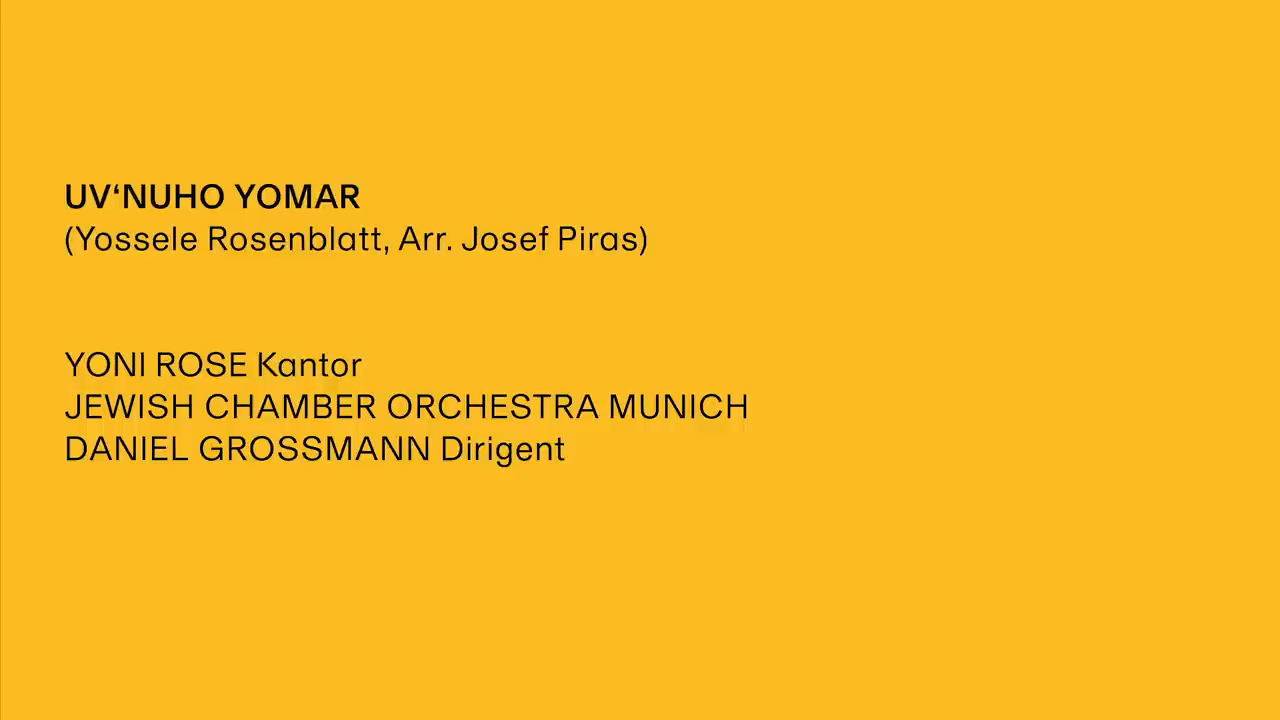 UV‘NUHO YOMAR
(Yossele Rosenblatt, Arr. Josef Piras)
YONI ROSE Kantor
JEWISH CHAMBER ORCHESTRA MUNICH
DANIEL GROSSMANN Dirigent